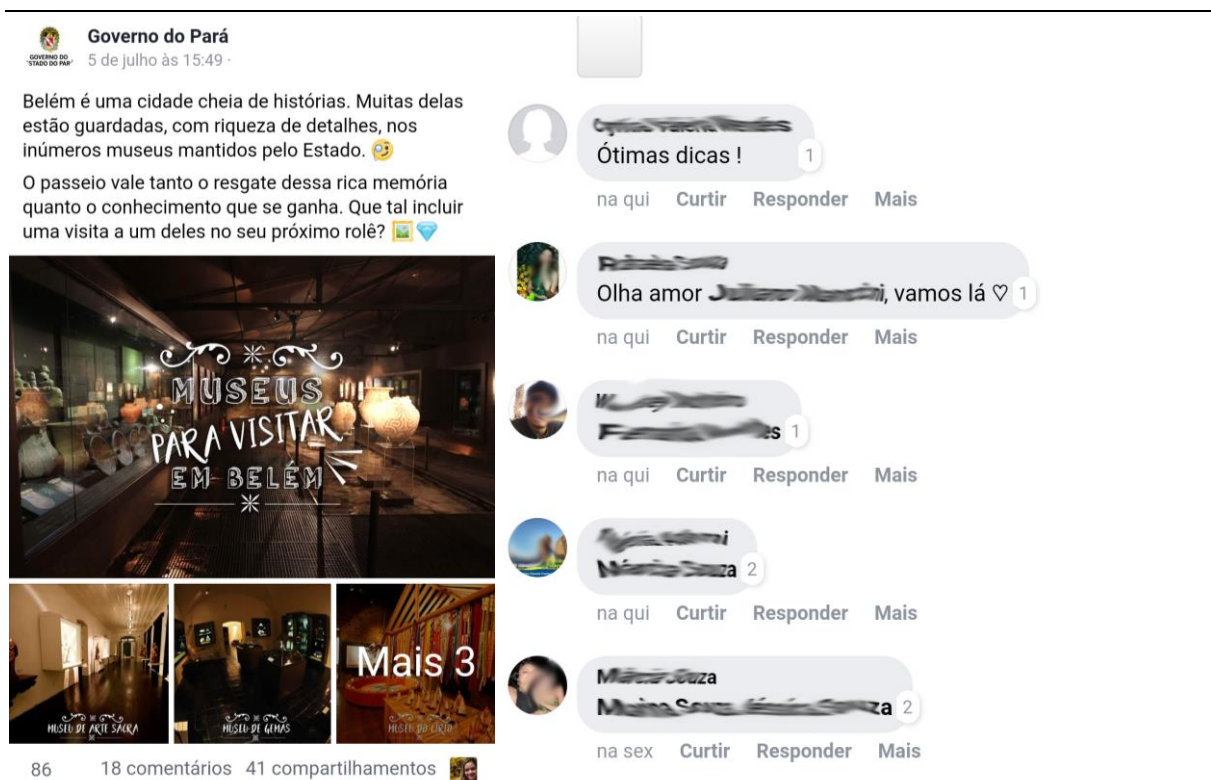 Governo do Pará
GOVERNO DO
5 de julho às 15:49 ·
Belém é uma cidade cheia de histórias. Muitas delas
estão guardadas, com riqueza de detalhes, nos
inúmeros museus mantidos pelo Estado. 🧐
O passeio vale tanto o resgate dessa rica memória
quanto o conhecimento que se ganha. Que tal incluir
uma visita a um deles no seu próximo rolê? 🖼️💎
MUSEUS
PARA VISITAR
EM BELÉM
MUSEU DE ARTE SACRA
MUSEU DE GEMAS
Mais 3
MUSEU DO CÍRIO
86 18 comentários 41 compartilhamentos
Ótimas dicas !
1
na qui Curtir Responder Mais
Olha amor , vamos lá ♡ 1
na qui Curtir Responder Mais
1
na qui Curtir Responder Mais
2
na qui Curtir Responder Mais
2
na sex Curtir Responder Mais